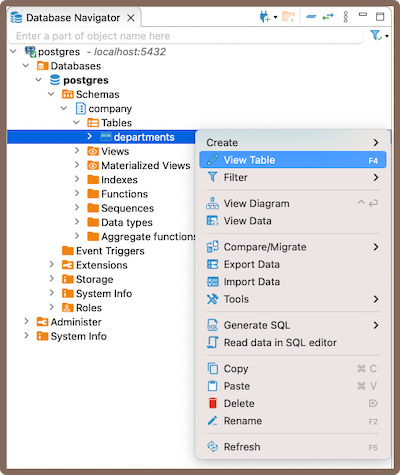 Database Navigator
Enter a part of object name here
postgres - localhost:5432
Databases
postgres
Schemas
company
Tables
departments
Views
Materialized Views
Indexes
Functions
Sequences
Data types
Aggregate functions
Event Triggers
Extensions
Storage
System Info
Roles
Administer
System Info
Create
View Table F4
Filter
View Diagram ^ ⏎
View Data
Compare/Migrate
Export Data
Import Data
Tools
Generate SQL
Read data in SQL editor
Copy ⌘ C
Paste ⌘ V
Delete ⌦
Rename F2
Refresh F5